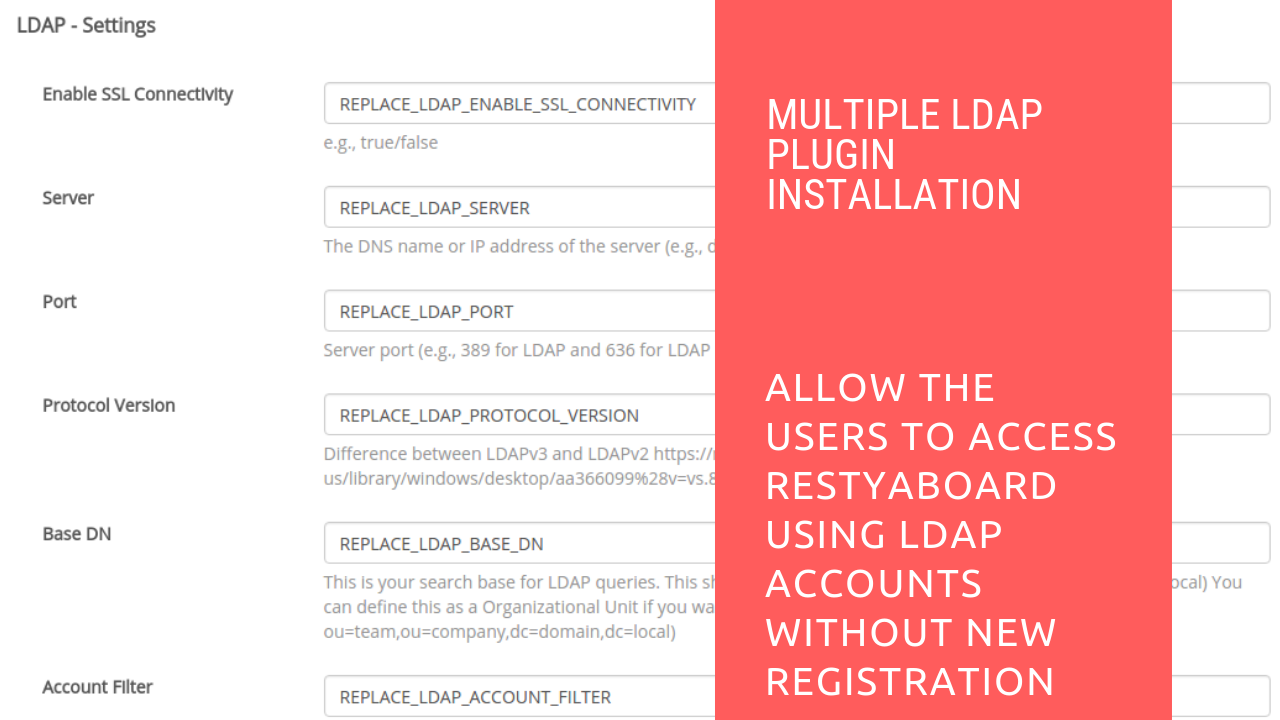 LDAP - Settings
Enable SSL Connectivity
REPLACE_LDAP_ENABLE_SSL_CONNECTIVITY
e.g., true/false
Server
REPLACE_LDAP_SERVER
The DNS name or IP address of the server (e.g.,
Port
REPLACE_LDAP_PORT
Server port (e.g., 389 for LDAP and 636 for LDAP
Protocol Version
REPLACE_LDAP_PROTOCOL_VERSION
Difference between LDAPv3 and LDAPv2 https://
us/library/windows/desktop/aa366099%28v=vs.8
Base DN
REPLACE_LDAP_BASE_DN
This is your search base for LDAP queries. This ocal) You
can define this as a Organizational Unit if you
ou=team,ou=company,dc=domain,dc=local)
Account Filter
REPLACE_LDAP_ACCOUNT_FILTER
MULTIPLE LDAP
PLUGIN
INSTALLATION
ALLOW THE
USERS TO ACCESS
RESTYABOARD
USING LDAP
ACCOUNTS
WITHOUT NEW
REGISTRATION